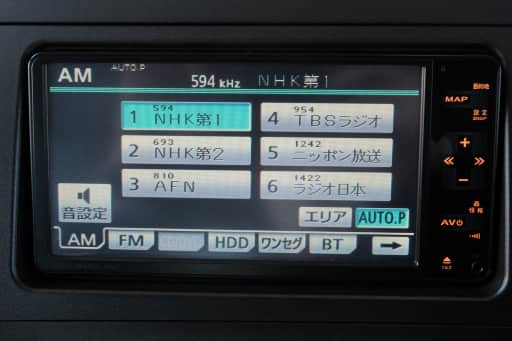 AM AUTO.P
594 kHz NHK第1
1 594 NHK第1
2 693 NHK第2
3 810 AFN
4 954 TBSラジオ
5 1242 ニッポン放送
6 1422 ラジオ日本
音設定
エリア AUTO.P
AM FM HDD ワンセグ BT
目的地
MAP
+
−
AV